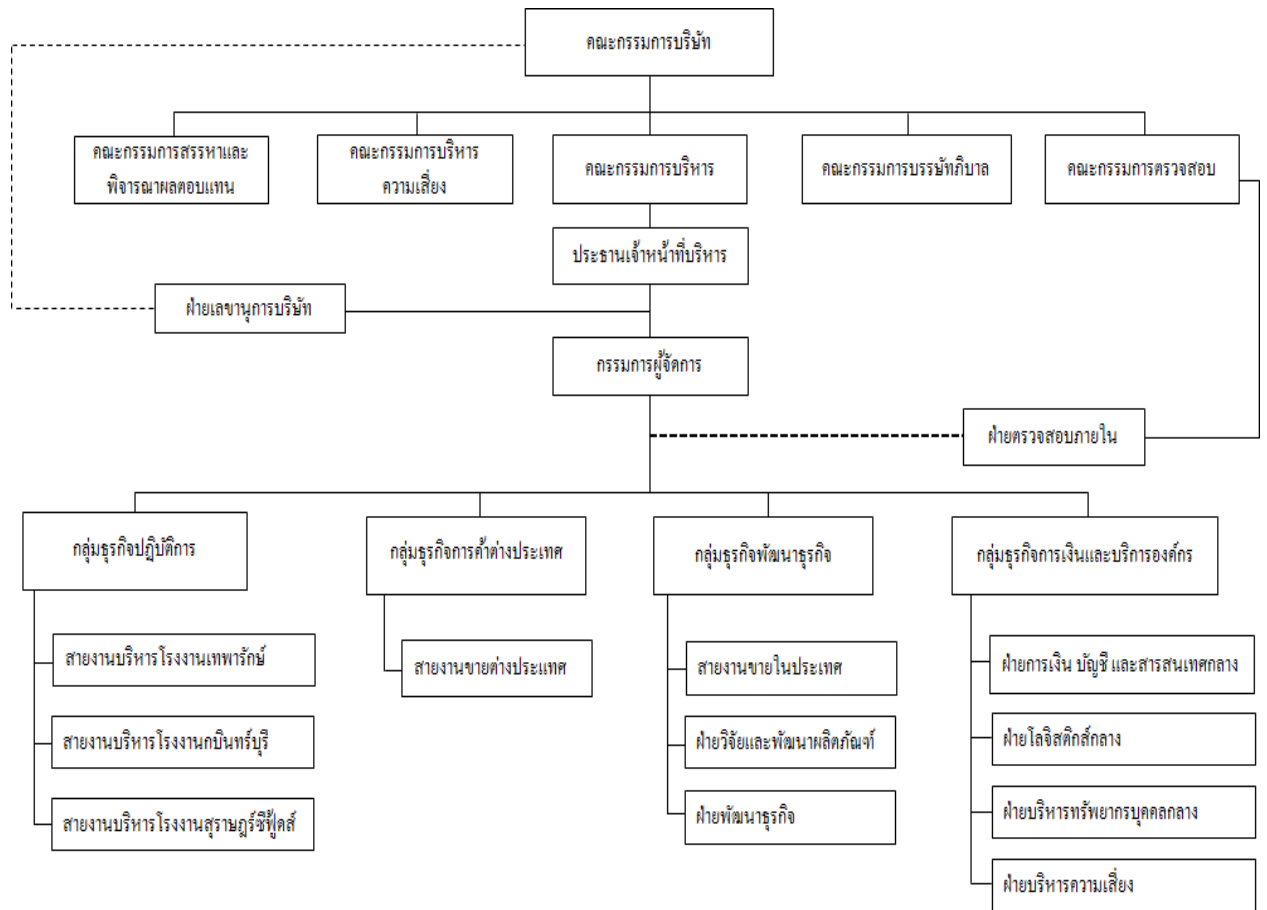 คณะกรรมการบริษัท
คณะกรรมการสรรหาและ
พิจารณาผลตอบแทน
คณะกรรมการบริหาร
ความเสี่ยง
คณะกรรมการบริหาร
คณะกรรมการบรรษัทภิบาล
คณะกรรมการตรวจสอบ
ประธานเจ้าหน้าที่บริหาร
ฝ่ายเลขานุการบริษัท
กรรมการผู้จัดการ
ฝ่ายตรวจสอบภายใน
กลุ่มธุรกิจปฏิบัติการ
กลุ่มธุรกิจการค้าต่างประเทศ
กลุ่มธุรกิจพัฒนาธุรกิจ
กลุ่มธุรกิจการเงินและบริการองค์กร
สายงานบริหารโรงงานเทพารักษ์
สายงานบริหารโรงงานกบินทร์บุรี
สายงานบริหารโรงงานสุราษฎร์ซีฟู้ดส์
สายงานขายต่างประแทศ
สายงานขายในประเทศ
ฝ่ายวิจัยและพัฒนาผลิตภัณฑ์
ฝ่ายพัฒนาธุรกิจ
ฝ่ายการเงิน บัญชี และสารสนเทศกลาง
ฝ่ายโลจิสติกส์กลาง
ฝ่ายบริหารทรัพยากรบุคคลกลาง
ฝ่ายบริหารความเสี่ยง